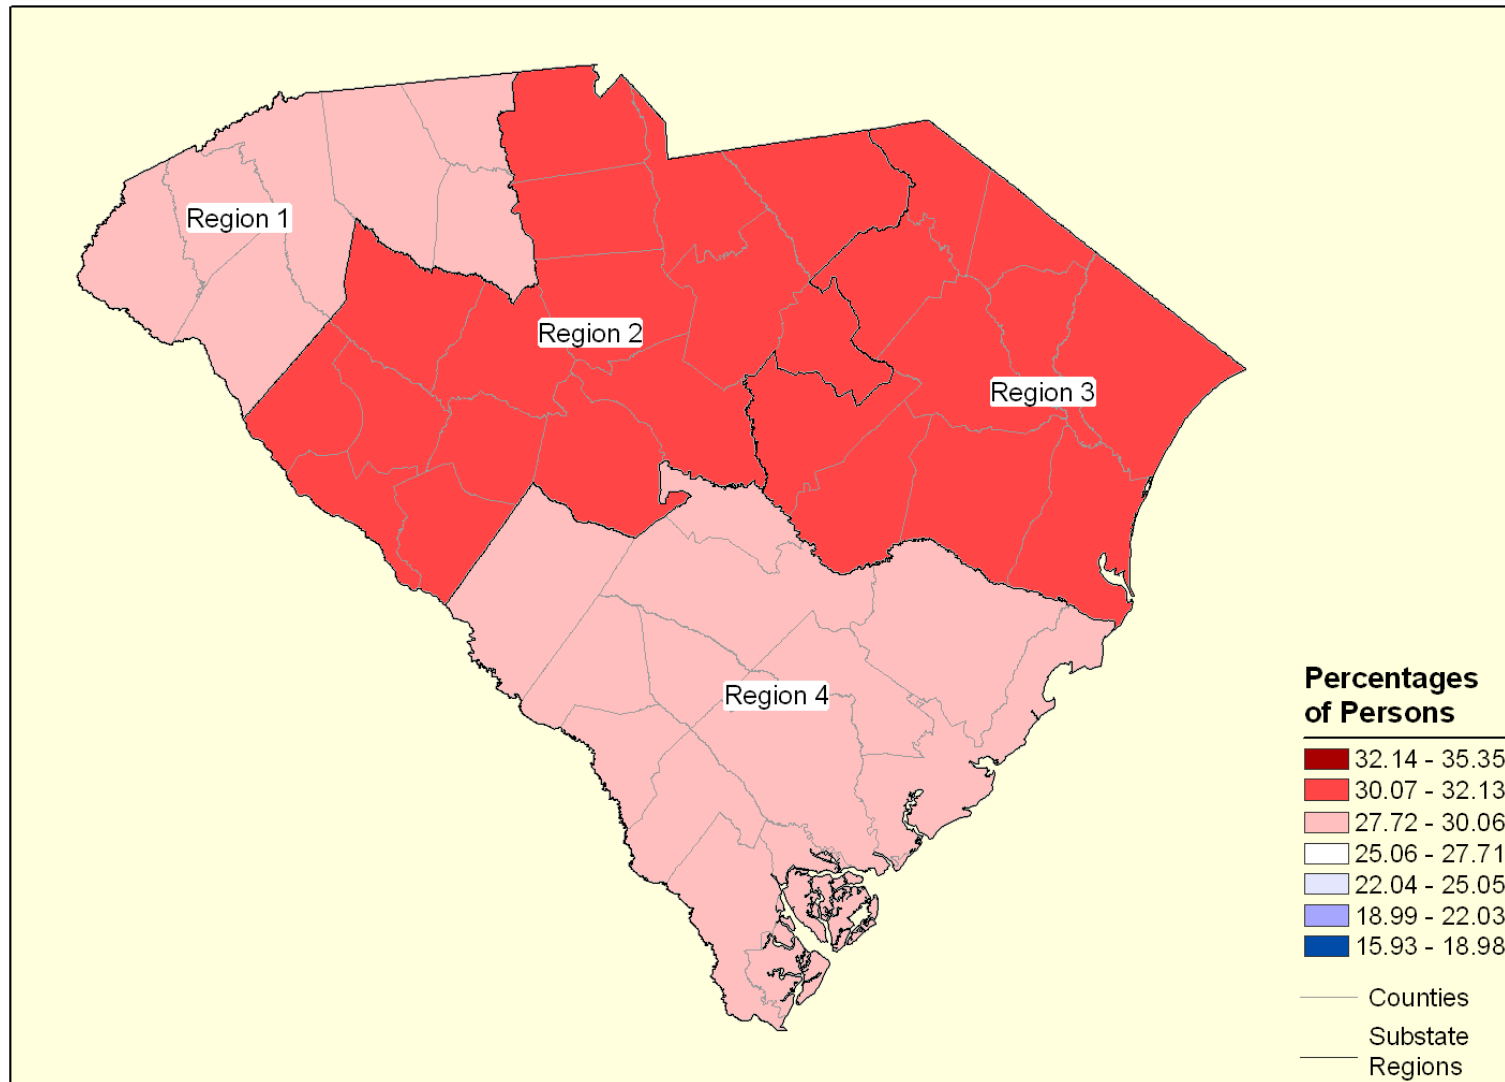 Region 1
Region 2
Region 3
Region 4
Percentages
of Persons
32.14 - 35.35
30.07 - 32.13
27.72 - 30.06
25.06 - 27.71
22.04 - 25.05
18.99 - 22.03
15.93 - 18.98
Counties
Substate
Regions